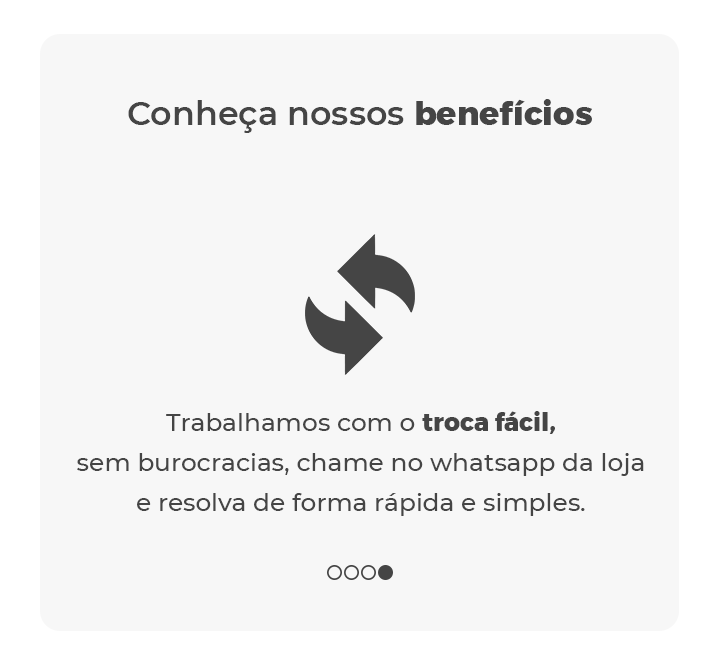 Conheça nossos benefícios
Trabalhamos com o troca fácil,
sem burocracias, chame no whatsapp da loja
e resolva de forma rápida e simples.